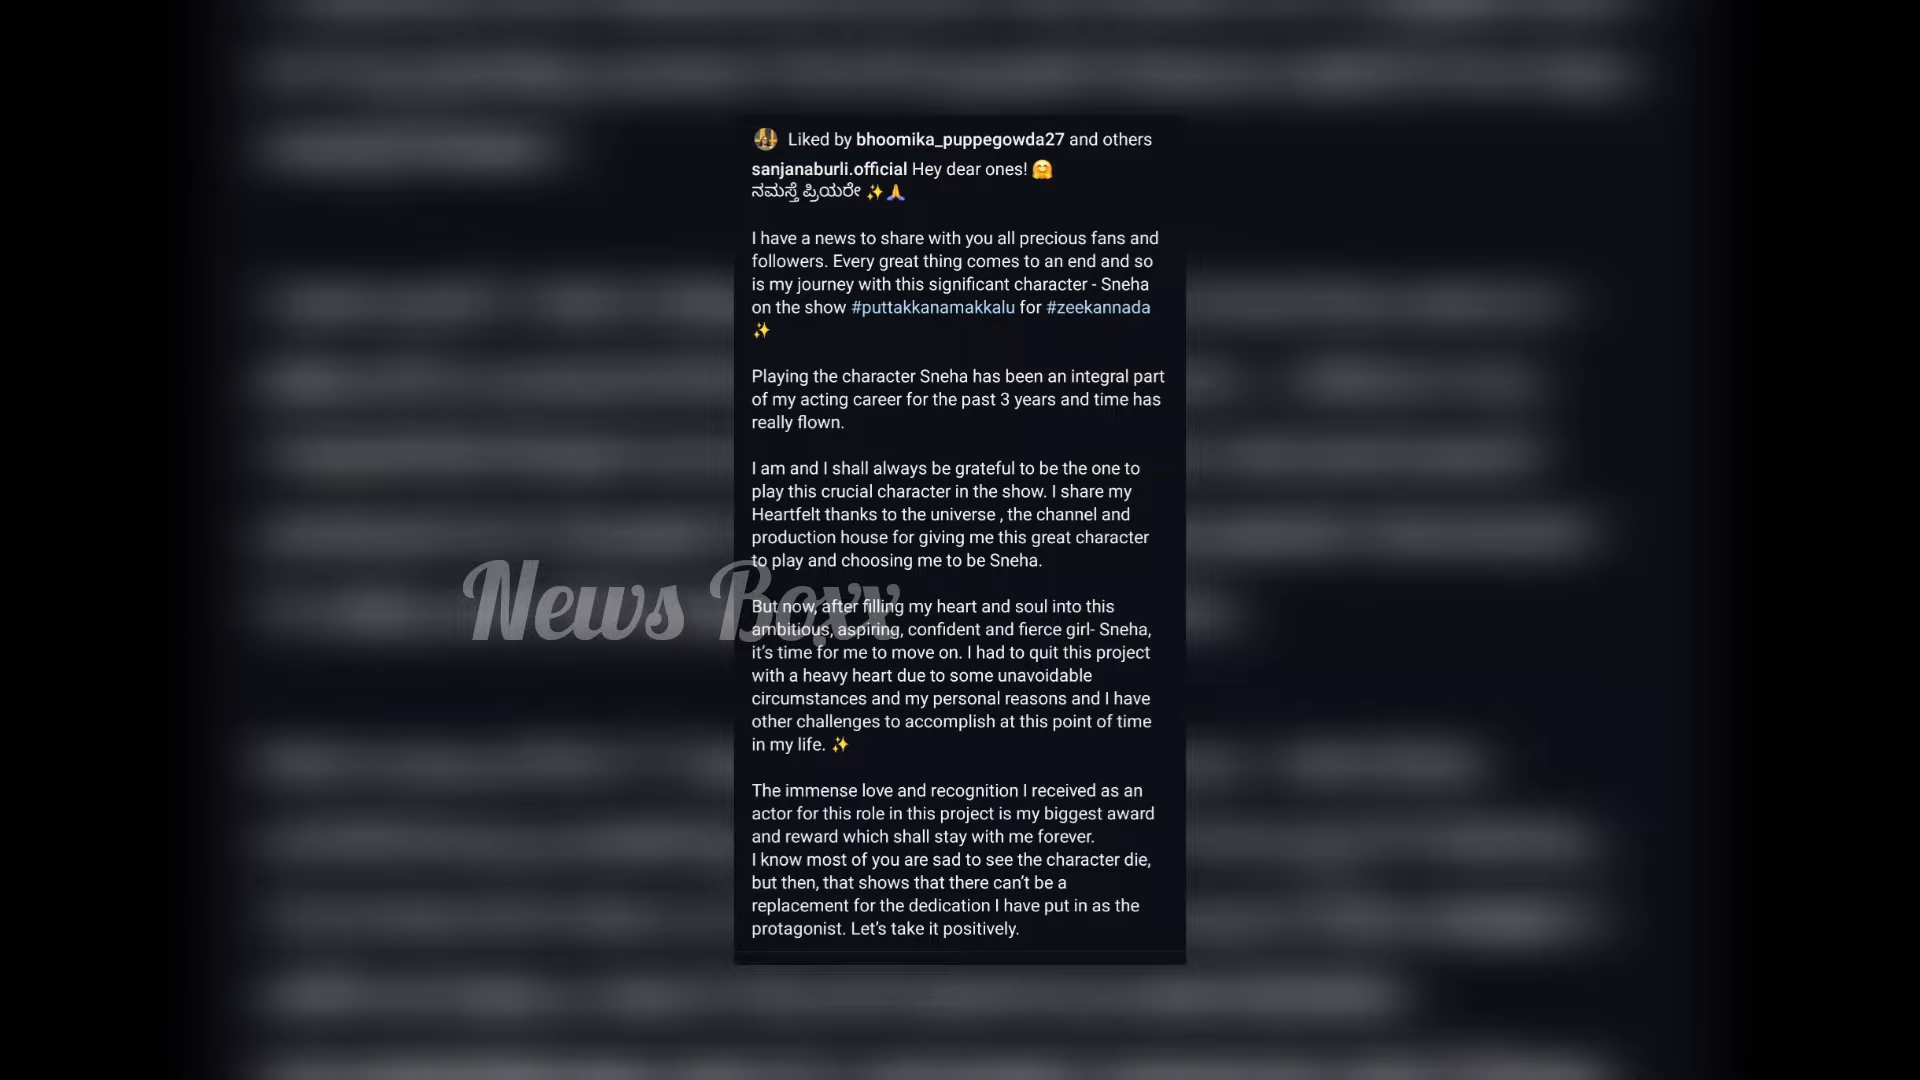 Liked by bhoomika_puppegowda27 and others
sanjanaburli.official Hey dear ones! 🤗
ನಮಸ್ತೆ ಪ್ರಿಯರೇ ✨🙏
I have a news to share with you all precious fans and
followers. Every great thing comes to an end and so
is my journey with this significant character - Sneha
on the show #puttakkanamakkalu for #zeekannada
✨
Playing the character Sneha has been an integral part
of my acting career for the past 3 years and time has
really flown.
I am and I shall always be grateful to be the one to
play this crucial character in the show. I share my
Heartfelt thanks to the universe , the channel and
production house for giving me this great character
to play and choosing me to be Sneha.
News Boxx
But now, after filling my heart and soul into this
ambitious, aspiring, confident and fierce girl- Sneha,
it's time for me to move on. I had to quit this project
with a heavy heart due to some unavoidable
circumstances and my personal reasons and I have
other challenges to accomplish at this point of time
in my life. ✨
The immense love and recognition I received as an
actor for this role in this project is my biggest award
and reward which shall stay with me forever.
I know most of you are sad to see the character die,
but then, that shows that there can't be a
replacement for the dedication I have put in as the
protagonist. Let's take it positively.